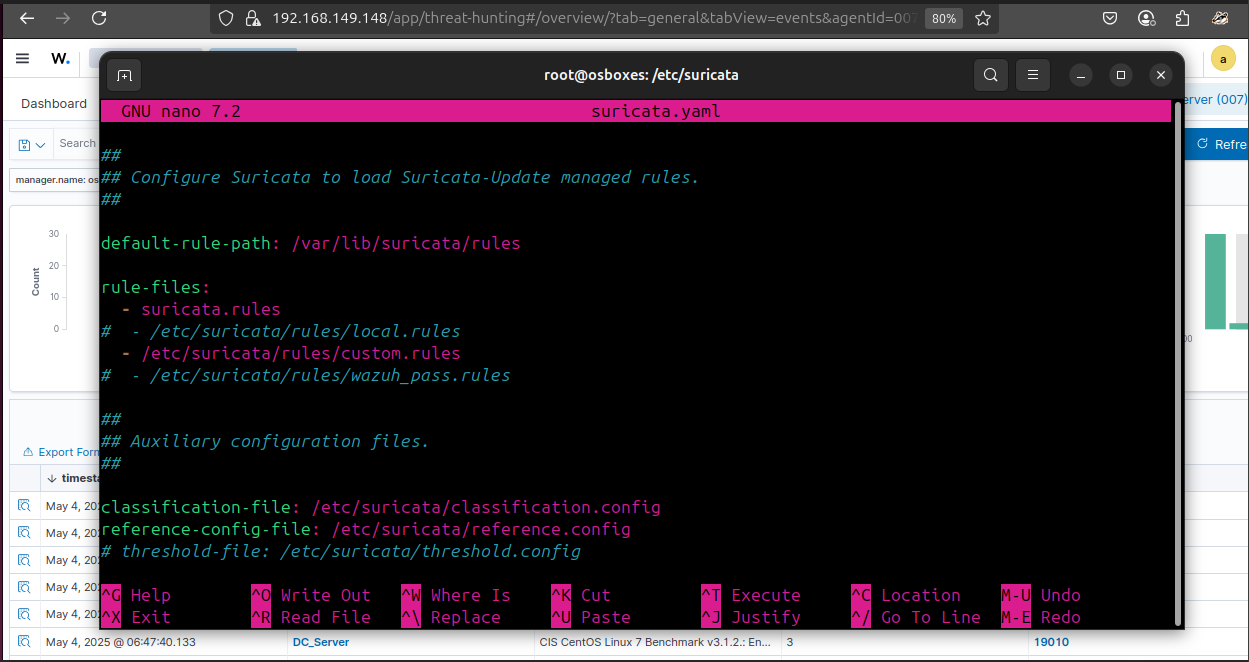 192.168.149.148/app/threat-hunting#/overview/?tab=general&tabView=events&agentId=007
80%
W.
a
root@osboxes: /etc/suricata
Dashboard
erver (007)
GNU nano 7.2 suricata.yaml
Search
Refre
manager.name: os
##
## Configure Suricata to load Suricata-Update managed rules.
##
default-rule-path: /var/lib/suricata/rules
rule-files:
- suricata.rules
# - /etc/suricata/rules/local.rules
- /etc/suricata/rules/custom.rules
# - /etc/suricata/rules/wazuh_pass.rules
##
## Auxiliary configuration files.
##
classification-file: /etc/suricata/classification.config
reference-config-file: /etc/suricata/reference.config
# threshold-file: /etc/suricata/threshold.config
Count
30
20
10
0
00
Export Form
timesta
May 4, 202
May 4, 202
May 4, 202
May 4, 202
May 4, 202
^G Help ^O Write Out ^W Where Is ^K Cut ^T Execute ^C Location M-U Undo
^X Exit ^R Read File ^\ Replace ^U Paste ^J Justify ^/ Go To Line M-E Redo
May 4, 2025 @ 06:47:40.133 DC_Server CIS CentOS Linux 7 Benchmark v3.1.2.: En... 3 19010